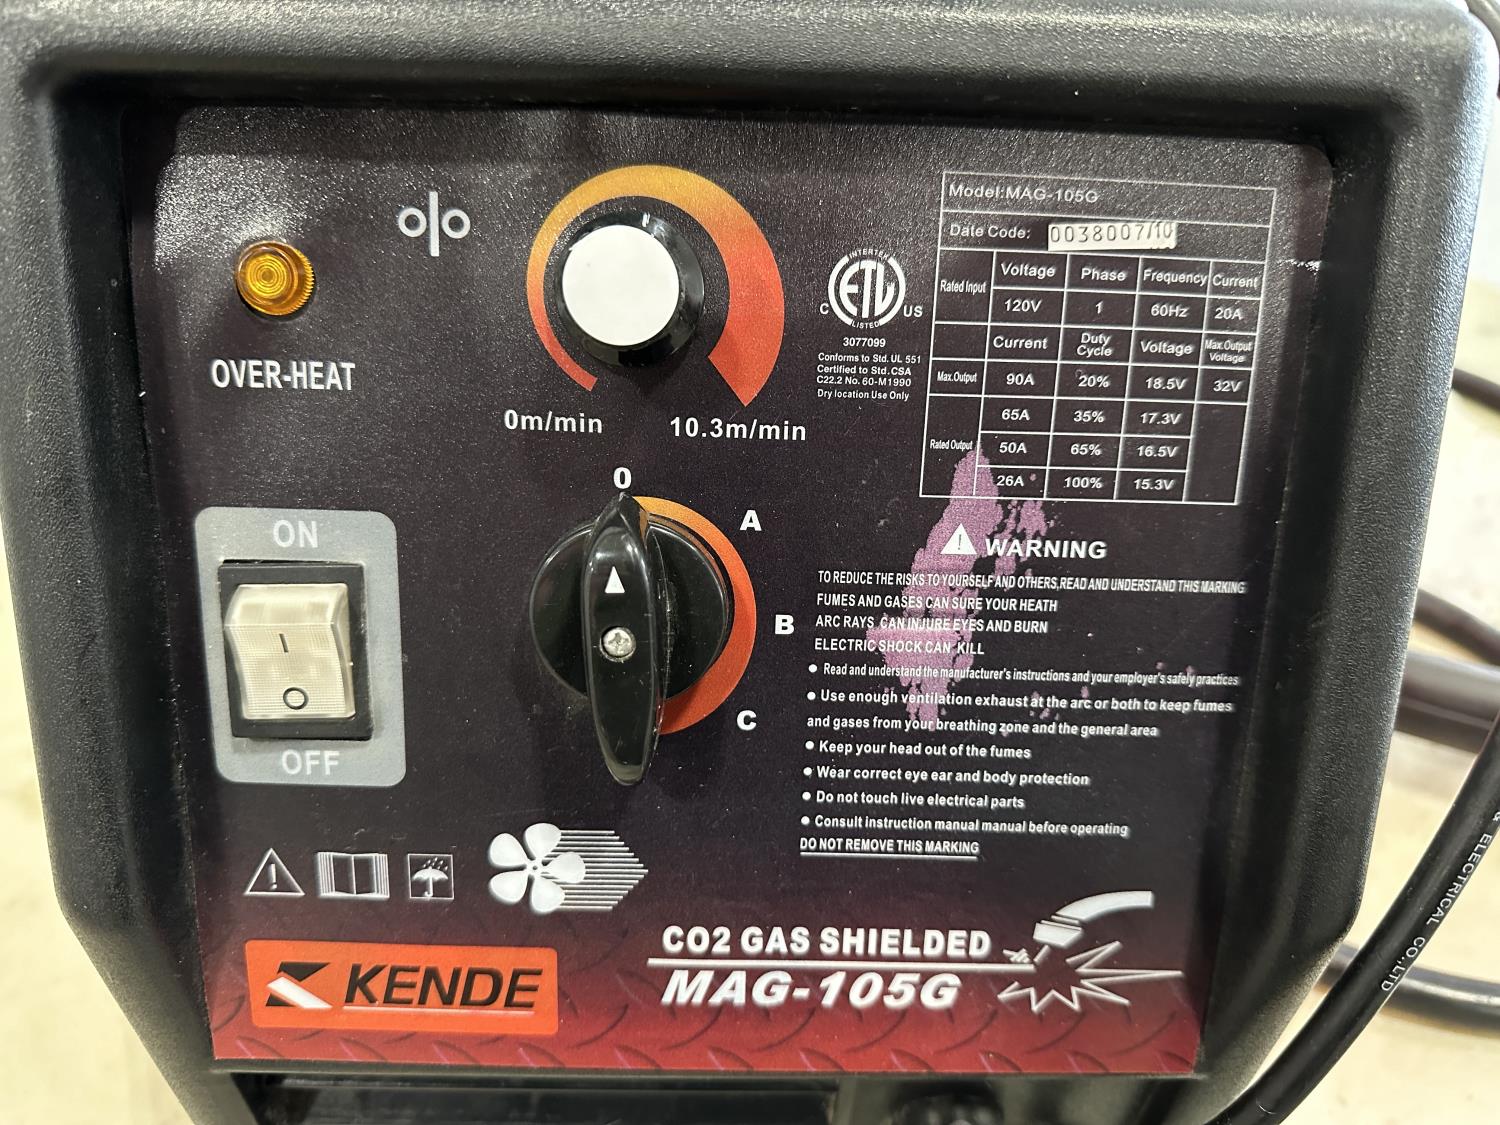 OVER-HEAT
0m/min
10.3m/min
0
A
B
C
ON
I
O
OFF
INTERTEK
ETL
C US
LISTED
3077099
Conforms to Std. UL 551
Certified to Std. CSA
C22.2 No. 60-M1990
Dry location Use Only
Model:MAG-105G
Date Code: 0038007/10
Rated Input Voltage Phase Frequency Current
120V 1 60Hz 20A
Current Duty Cycle Voltage Max.Output Voltage
Max.Output 90A 20% 18.5V 32V
Rated Output 65A 35% 17.3V
50A 65% 16.5V
26A 100% 15.3V
WARNING
TO REDUCE THE RISKS TO YOURSELF AND OTHERS,READ AND UNDERSTAND THIS MARKING
FUMES AND GASES CAN SURE YOUR HEATH
ARC RAYS CAN INJURE EYES AND BURN
ELECTRIC SHOCK CAN KILL
● Read and understand the manufacturer's instructions and your employer's safely practices
● Use enough ventilation exhaust at the arc or both to keep fumes
and gases from your breathing zone and the general area
● Keep your head out of the fumes
● Wear correct eye ear and body protection
● Do not touch live electrical parts
● Consult instruction manual manual before operating
DO NOT REMOVE THIS MARKING
KENDE
CO2 GAS SHIELDED
MAG-105G
& ELECTRICAL CO.,LTD